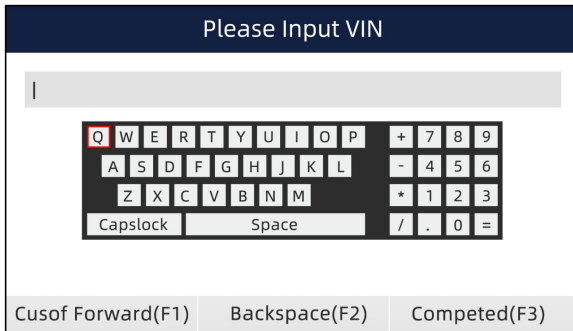 Please Input VIN
|
Q W E R T Y U I O P + 7 8 9
A S D F G H J K L - 4 5 6
Z X C V B N M * 1 2 3
Capslock Space / . 0 =
Cusof Forward(F1) Backspace(F2) Competed(F3)